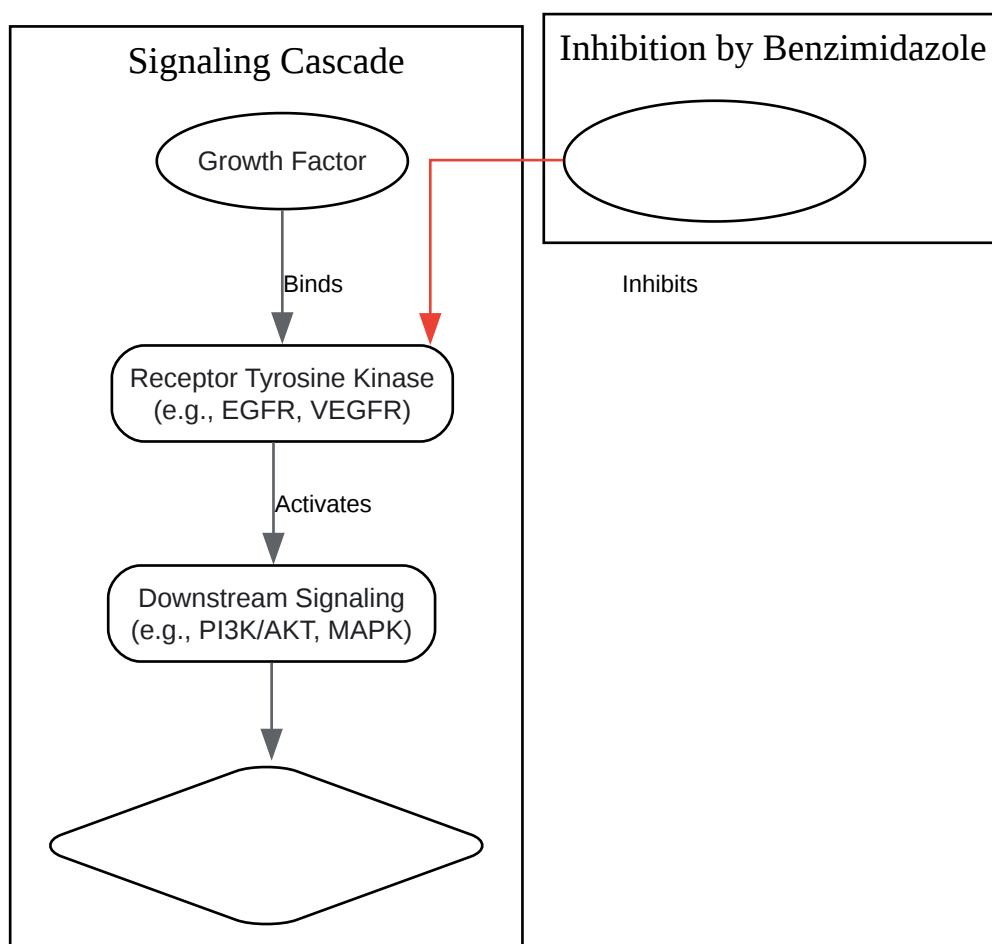 Signaling Cascade
Inhibition by Benzimidazole
Growth Factor
Binds
Inhibits
Receptor Tyrosine Kinase
(e.g., EGFR, VEGFR)
Activates
Downstream Signaling
(e.g., PI3K/AKT, MAPK)